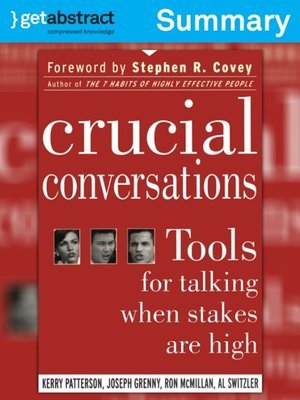 }getabstract
compressed knowledge
Summary
Foreword by Stephen R. Covey
Author of THE 7 HABITS OF HIGHLY EFFECTIVE PEOPLE
crucial
conversations
Tools
for talking
when stakes
are high
KERRY PATTERSON, JOSEPH GRENNY, RON McMILLAN, AL SWITZLER